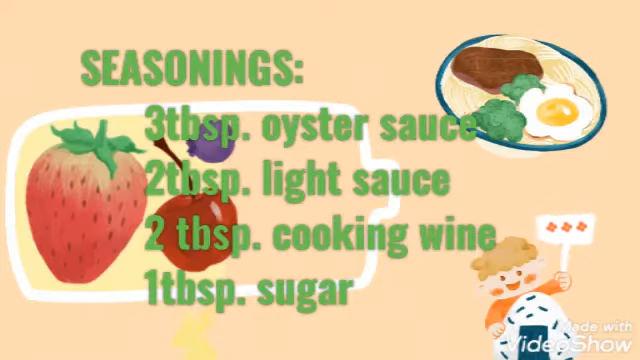 SEASONINGS:
3tbsp. oyster sauce
2tbsp. light sauce
2 tbsp. cooking wine
1tbsp. sugar
Made with
VideoShow